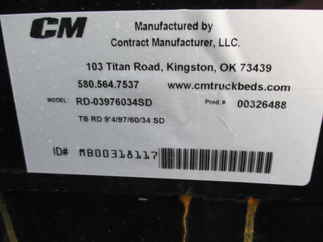 CM
Manufactured by
Contract Manufacturer, LLC.
103 Titan Road, Kingston, OK 73439
580.564.7537 www.cmtruckbeds.com
MODEL: RD-03976034SD Prod.# 00326488
TB RD 9'4/97/60/34 SD
ID# MB00318117